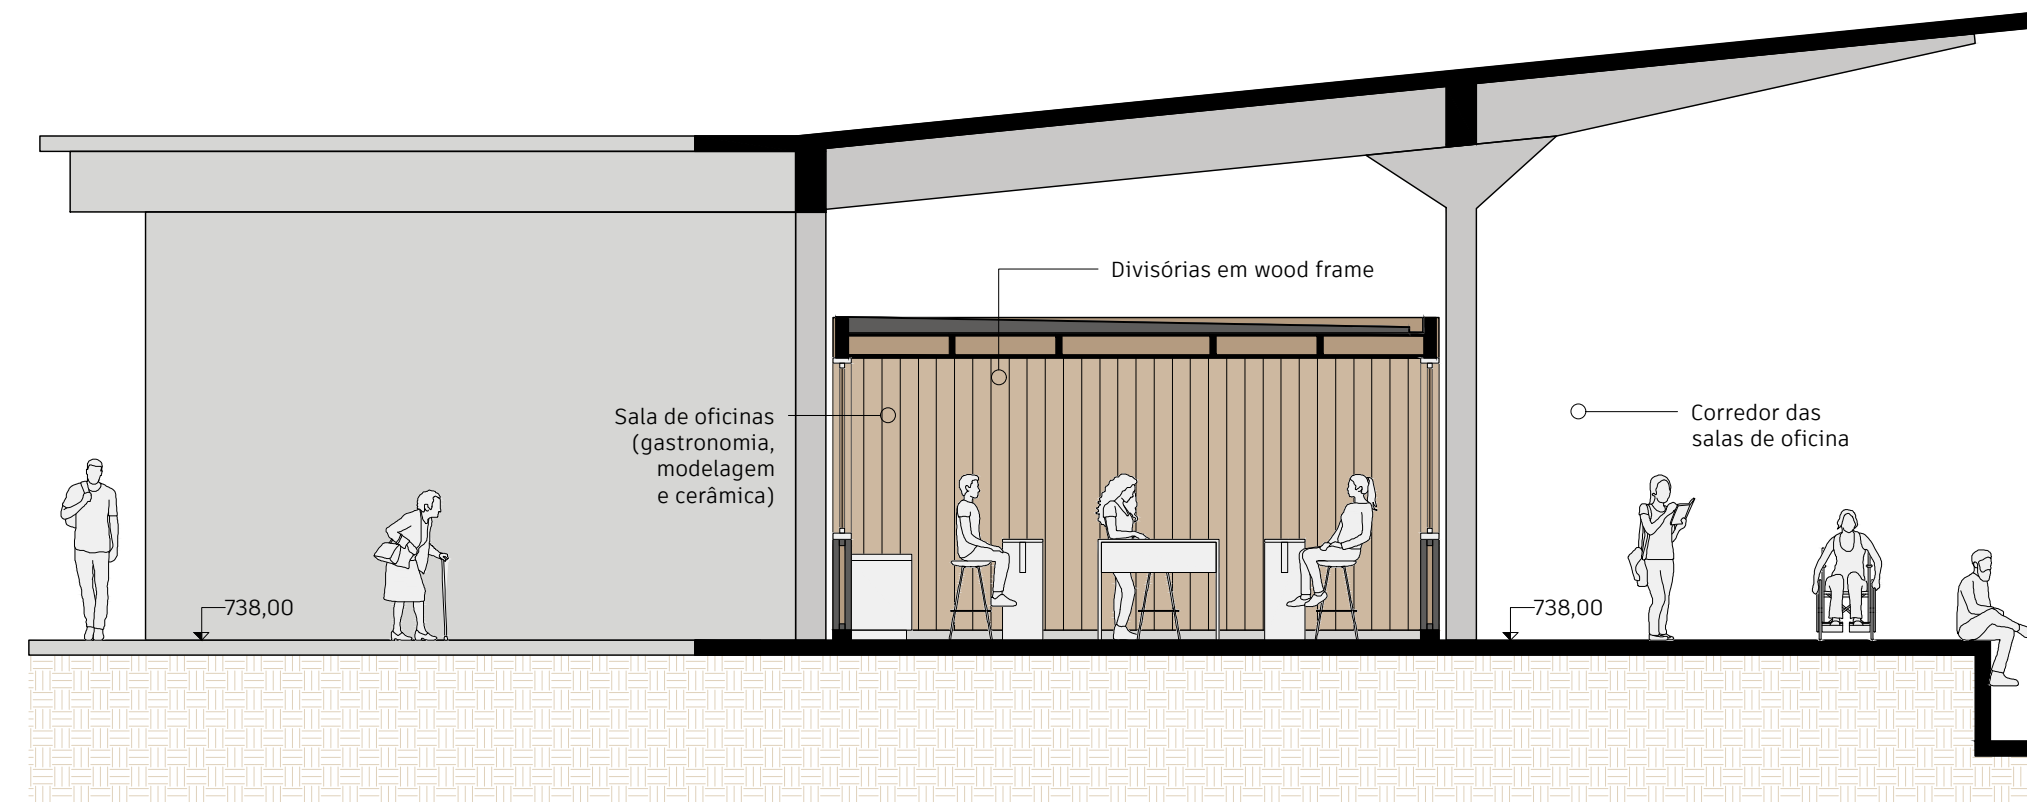 Divisórias em wood frame
Sala de oficinas
(gastronomia,
modelagem
e cerâmica)
Corredor das
salas de oficina
738,00
738,00